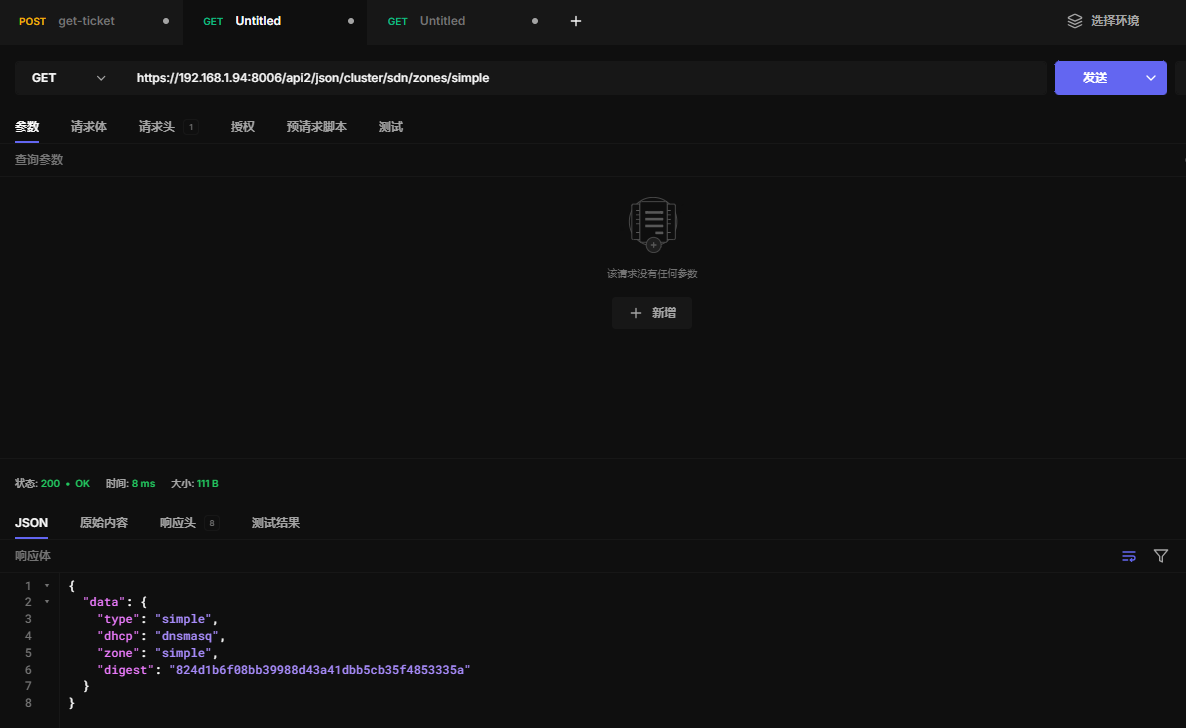 POST get-ticket
GET Untitled
GET Untitled
选择环境
GET https://192.168.1.94:8006/api2/json/cluster/sdn/zones/simple 发送
参数 请求体 请求头 1 授权 预请求脚本 测试
查询参数
该请求没有任何参数
新增
状态: 200 • OK 时间: 8 ms 大小: 111 B
JSON 原始内容 响应头 8 测试结果
响应体
1 {
2 "data": {
3 "type": "simple",
4 "dhcp": "dnsmasq",
5 "zone": "simple",
6 "digest": "824d1b6f08bb39988d43a41dbb5cb35f4853335a"
7 }
8 }